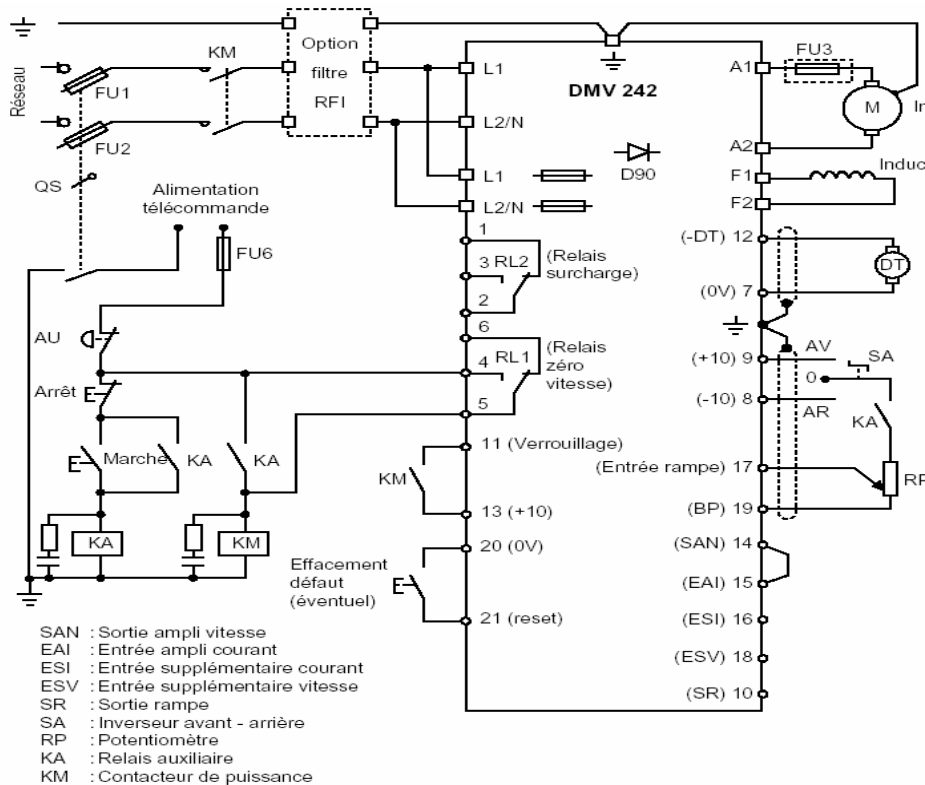 Réseau
FU1
FU2
KM
Option
filtre
RFI
QS
Alimentation
télécommande
FU6
AU
Arrêt
Marche
KA
KA
KA
KM
DMV 242
L1
L2/N
L1
L2/N
D90
1
3 RL2 (Relais
surcharge)
2
6
4 RL1 (Relais
zéro
vitesse)
5
KM
11 (Verrouillage)
13 (+10)
Effacement
défaut
(éventuel)
20 (0V)
21 (reset)
A1
FU3
M
In
A2
F1
Induc
F2
(-DT) 12
DT
(0V) 7
(+10) 9
AV
SA
0
(-10) 8
AR
KA
(Entrée rampe) 17
RP
(BP) 19
(SAN) 14
(EAI) 15
(ESI) 16
(ESV) 18
(SR) 10
SAN : Sortie ampli vitesse
EAI : Entrée ampli courant
ESI : Entrée supplémentaire courant
ESV : Entrée supplémentaire vitesse
SR : Sortie rampe
SA : Inverseur avant - arrière
RP : Potentiomètre
KA : Relais auxiliaire
KM : Contacteur de puissance